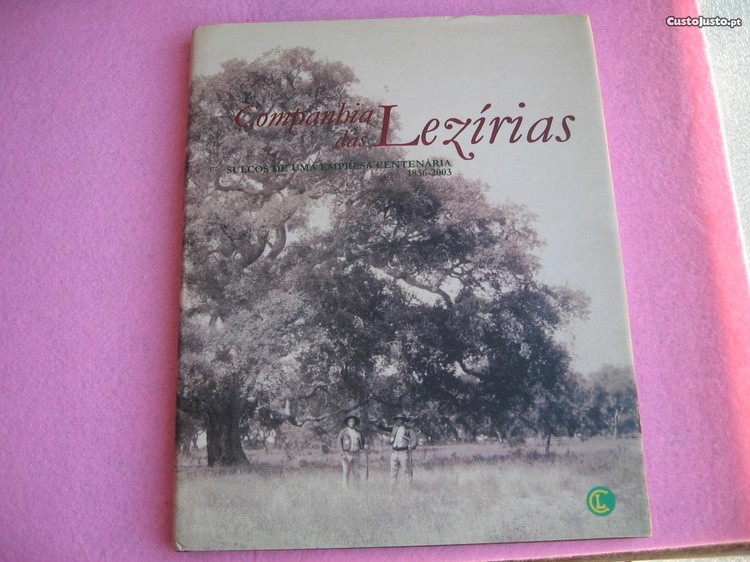 CustoJusto.pt
Companhia
das Lezírias
SULCOS DE UMA EMPRESA CENTENÁRIA
1836-2003
CL